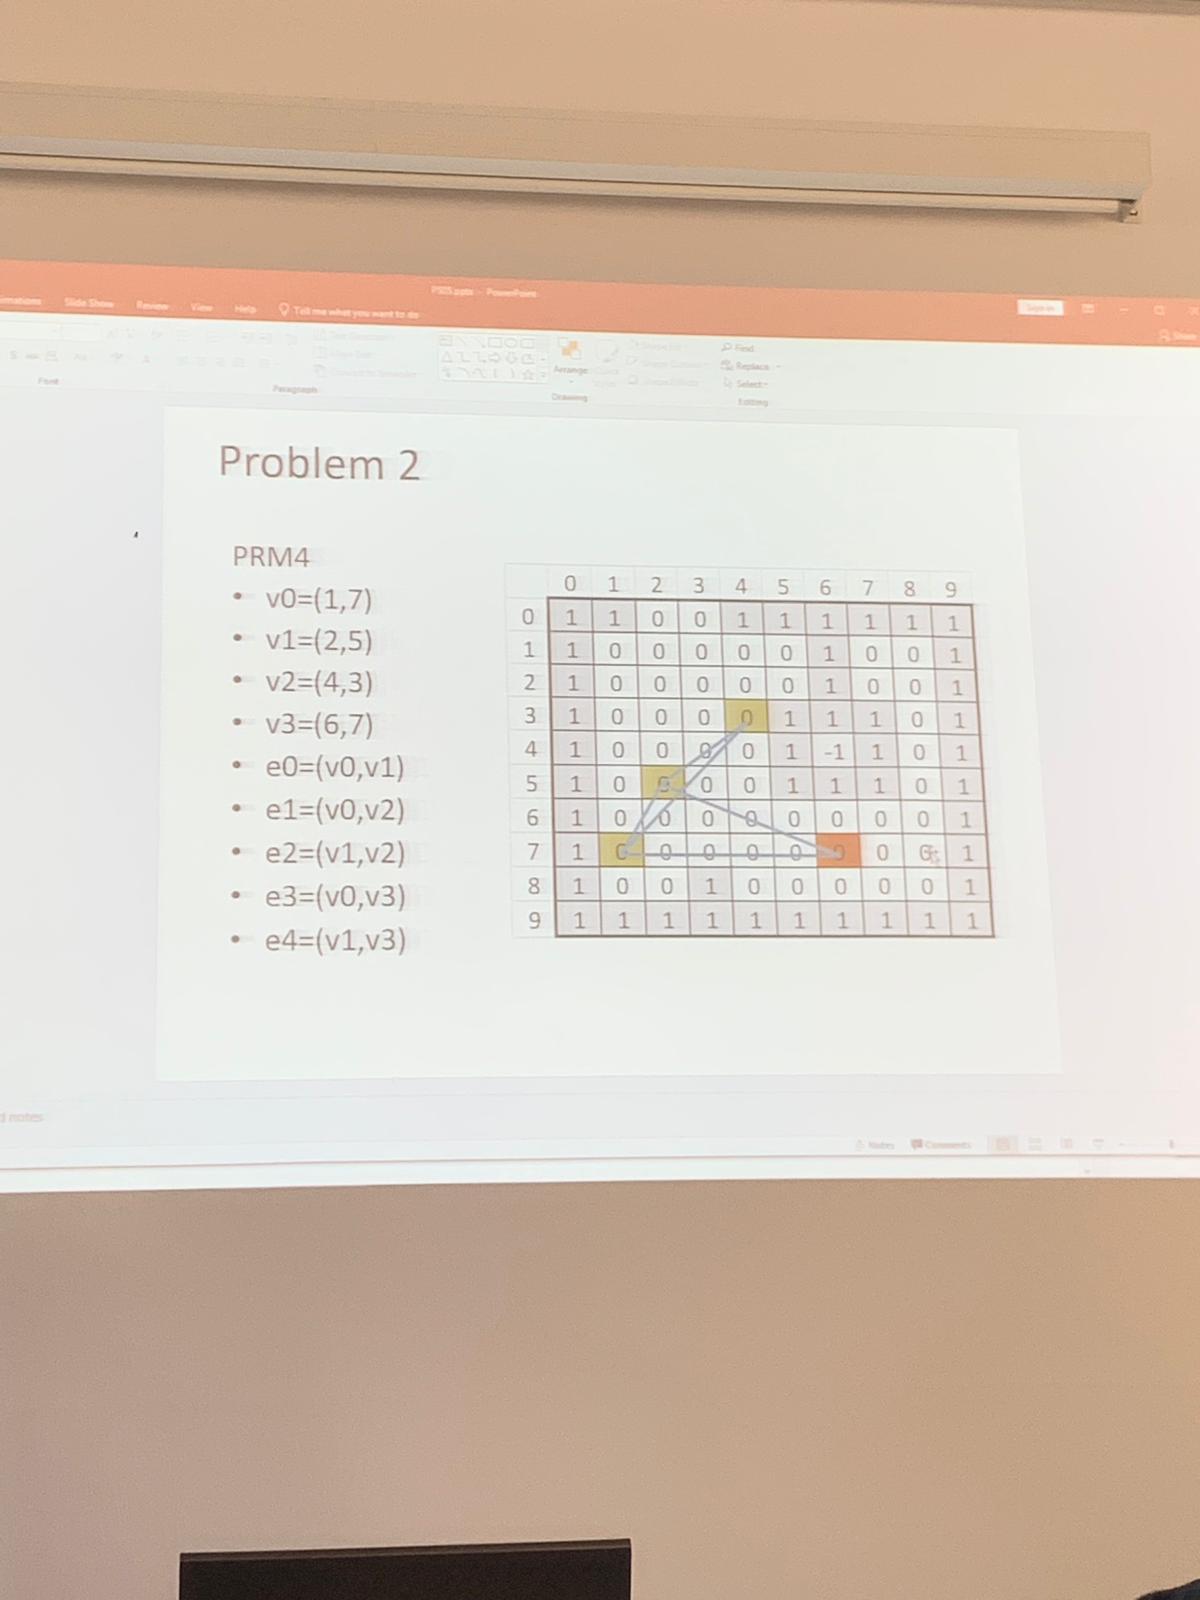 PS05.pptx - PowerPoint
Sign in
Slide Show Review View Help Tell me what you want to do
Share
Find
Replace
Select
Arrange
Font
Paragraph
Drawing
Editing
Problem 2
PRM4
• v0=(1,7)
• v1=(2,5)
• v2=(4,3)
• v3=(6,7)
• e0=(v0,v1)
• e1=(v0,v2)
• e2=(v1,v2)
• e3=(v0,v3)
• e4=(v1,v3)
0 1 2 3 4 5 6 7 8 9
0 1 1 0 0 1 1 1 1 1 1
1 1 0 0 0 0 0 1 0 0 1
2 1 0 0 0 0 0 1 0 0 1
3 1 0 0 0 0 1 1 1 0 1
4 1 0 0 0 0 1 -1 1 0 1
5 1 0 0 0 0 1 1 1 0 1
6 1 0 0 0 0 0 0 0 0 1
7 1 0 0 0 0 0 0 0 0 1
8 1 0 0 1 0 0 0 0 0 1
9 1 1 1 1 1 1 1 1 1 1
notes
Notes Comments